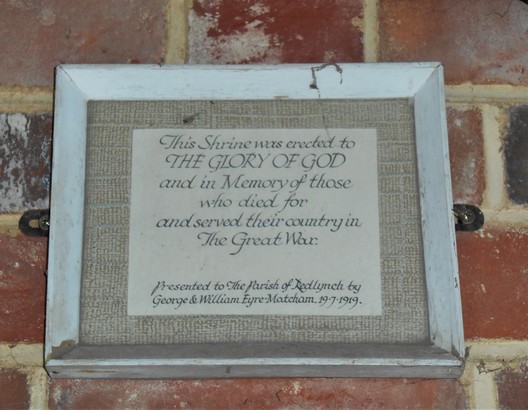 This Shrine was erected to
THE GLORY OF GOD
and in Memory of those
who died for
and served their country in
The Great War.
Presented to The Parish of Redlynch by
George & William Eyre-Matcham, 19·7·1919.